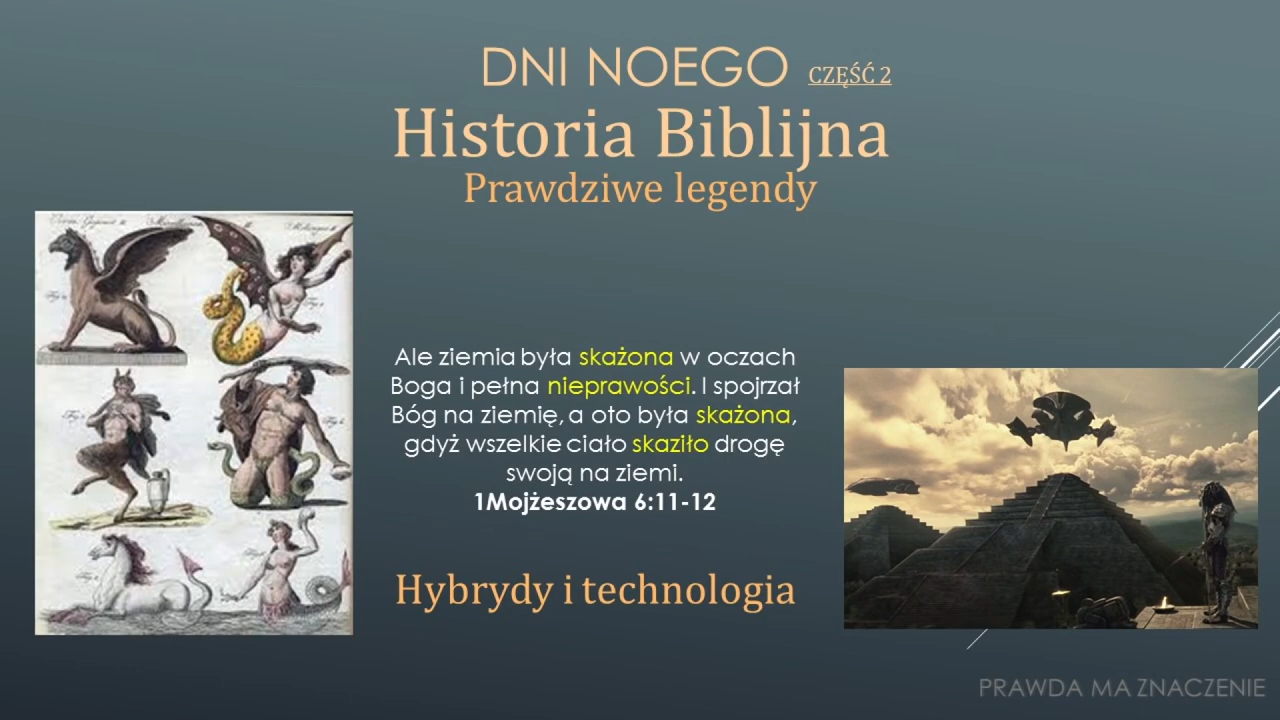 DNI NOEGO CZĘŚĆ 2
Historia Biblijna
Prawdziwe legendy
Ale ziemia była skażona w oczach
Boga i pełna nieprawości. I spojrzał
Bóg na ziemię, a oto była skażona,
gdyż wszelkie ciało skaziło drogę
swoją na ziemi.
1Mojżeszowa 6:11-12
Hybrydy i technologia
PRAWDA MA ZNACZENIE